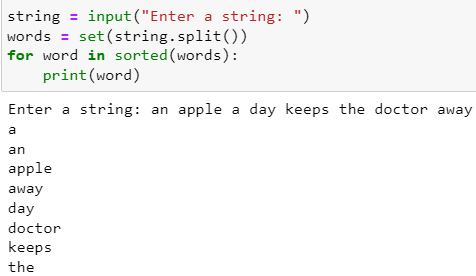 string = input("Enter a string: ")
words = set(string.split())
for word in sorted(words):
    print(word)
Enter a string: an apple a day keeps the doctor away
a
an
apple
away
day
doctor
keeps
the